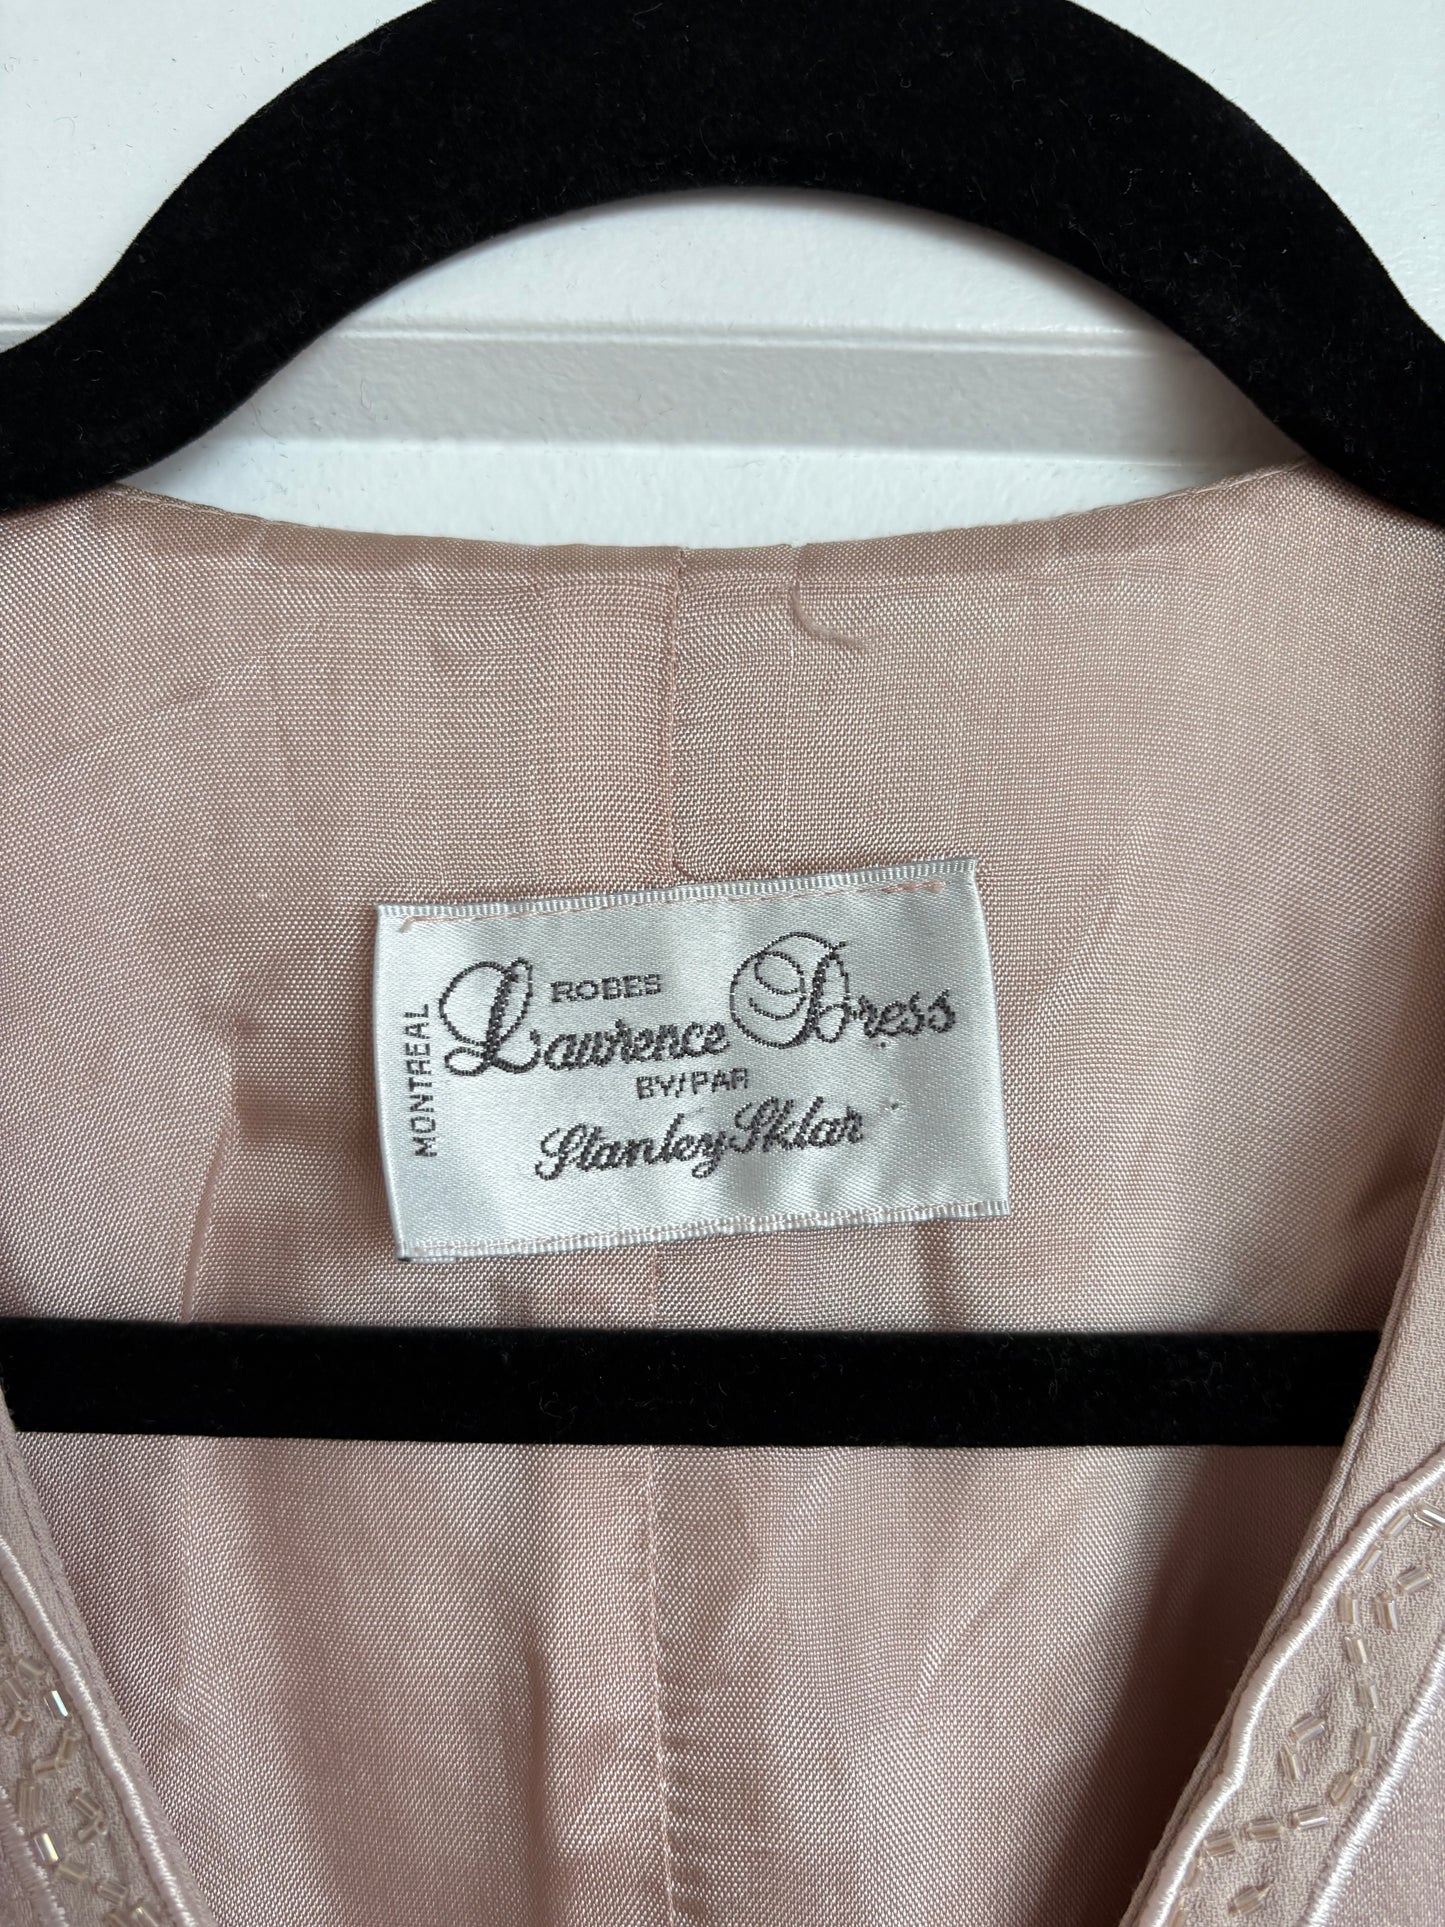 MONTREAL
ROBES
Lawrence Dress
BY/PAR
Stanley Sklar